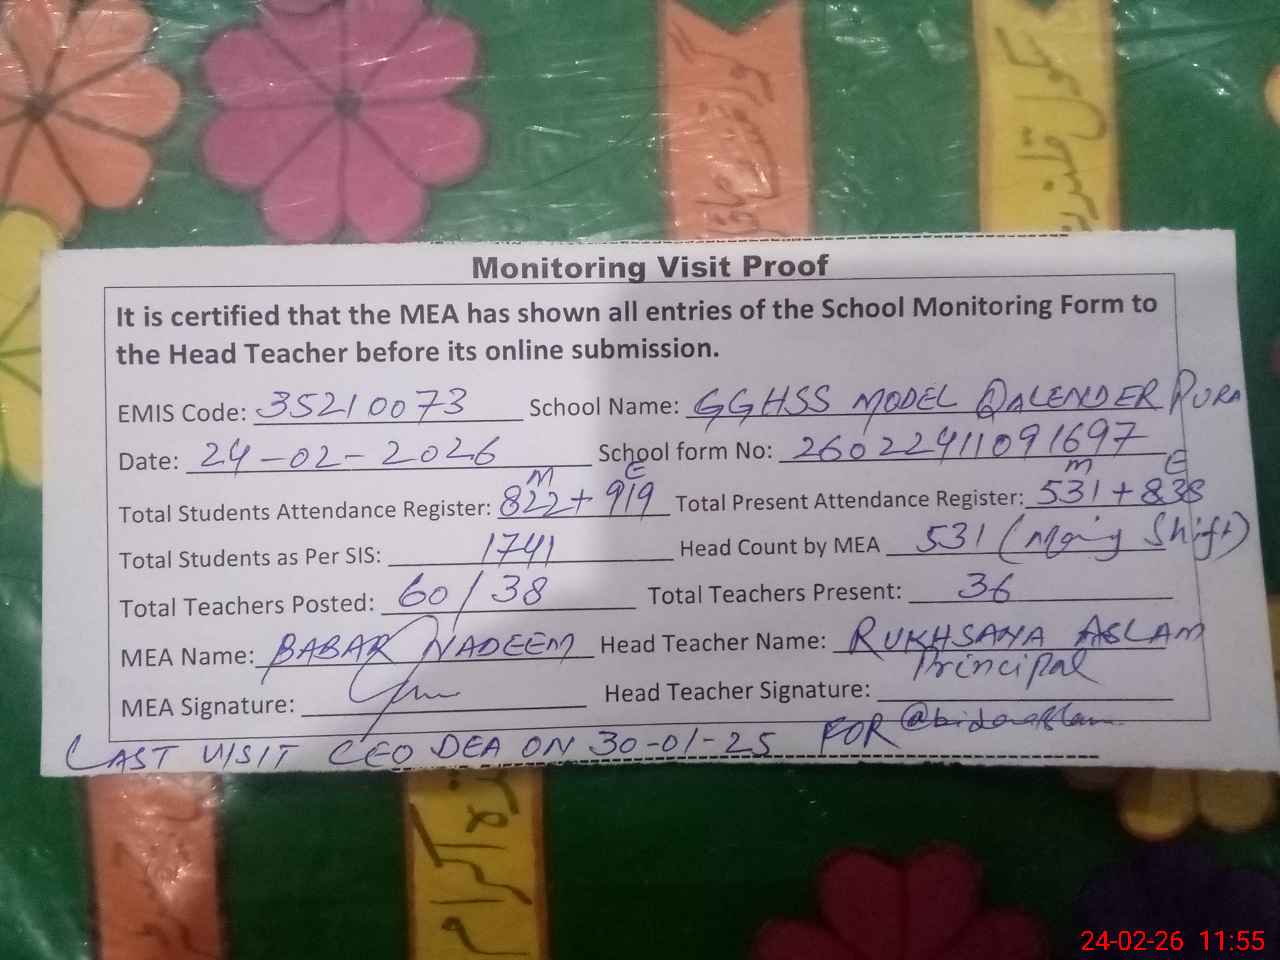 گورنمنٹ
سکول قلندر پ
Monitoring Visit Proof
It is certified that the MEA has shown all entries of the School Monitoring Form to
the Head Teacher before its online submission.
EMIS Code: 35210073 School Name: GGHSS MODEL QALENDER PURA
Date: 24-02-2026 School form No: 26022411091697
M E M E
Total Students Attendance Register: 822+919 Total Present Attendance Register: 531+838
Total Students as Per SIS: 1741 Head Count by MEA 531 (Morning Shift)
Total Teachers Posted: 60/38 Total Teachers Present: 36
MEA Name: BABAR NADEEM Head Teacher Name: RUKHSANA ASLAM
Principal
MEA Signature: Head Teacher Signature:
LAST VISIT CEO DEA ON 30-01-25 FOR
24-02-26 11:55